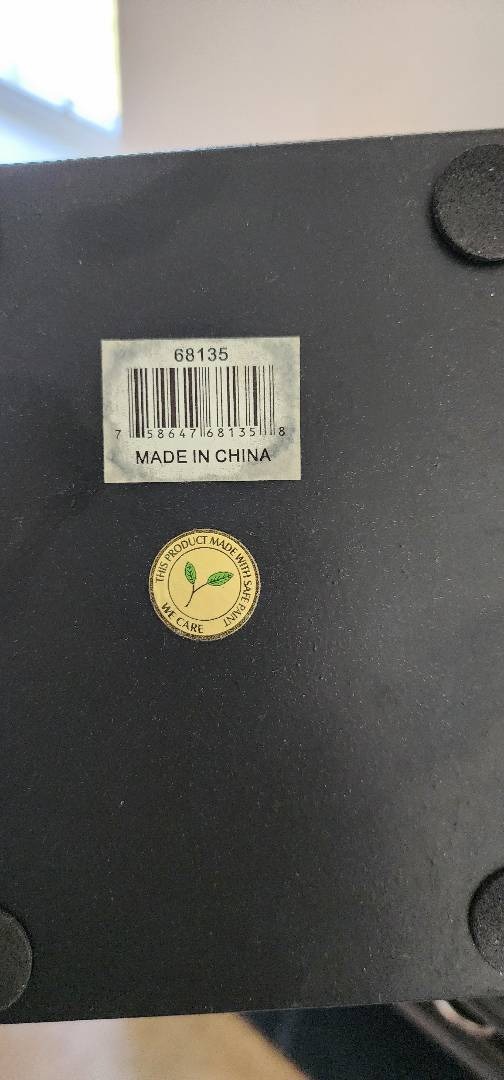 68135
7 58647 68135 8
MADE IN CHINA
THIS PRODUCT MADE WITH SAFE PAINT
WE CARE